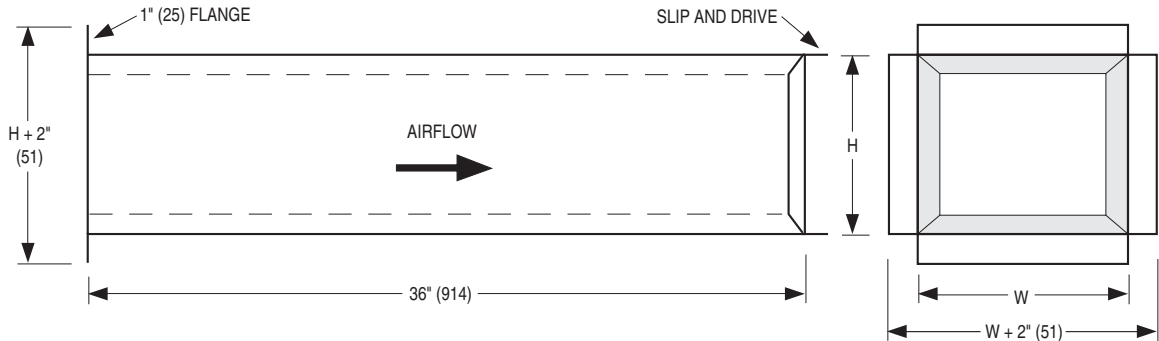 1" (25) FLANGE
SLIP AND DRIVE
H + 2"
(51)
AIRFLOW
H
36" (914)
W
W + 2" (51)